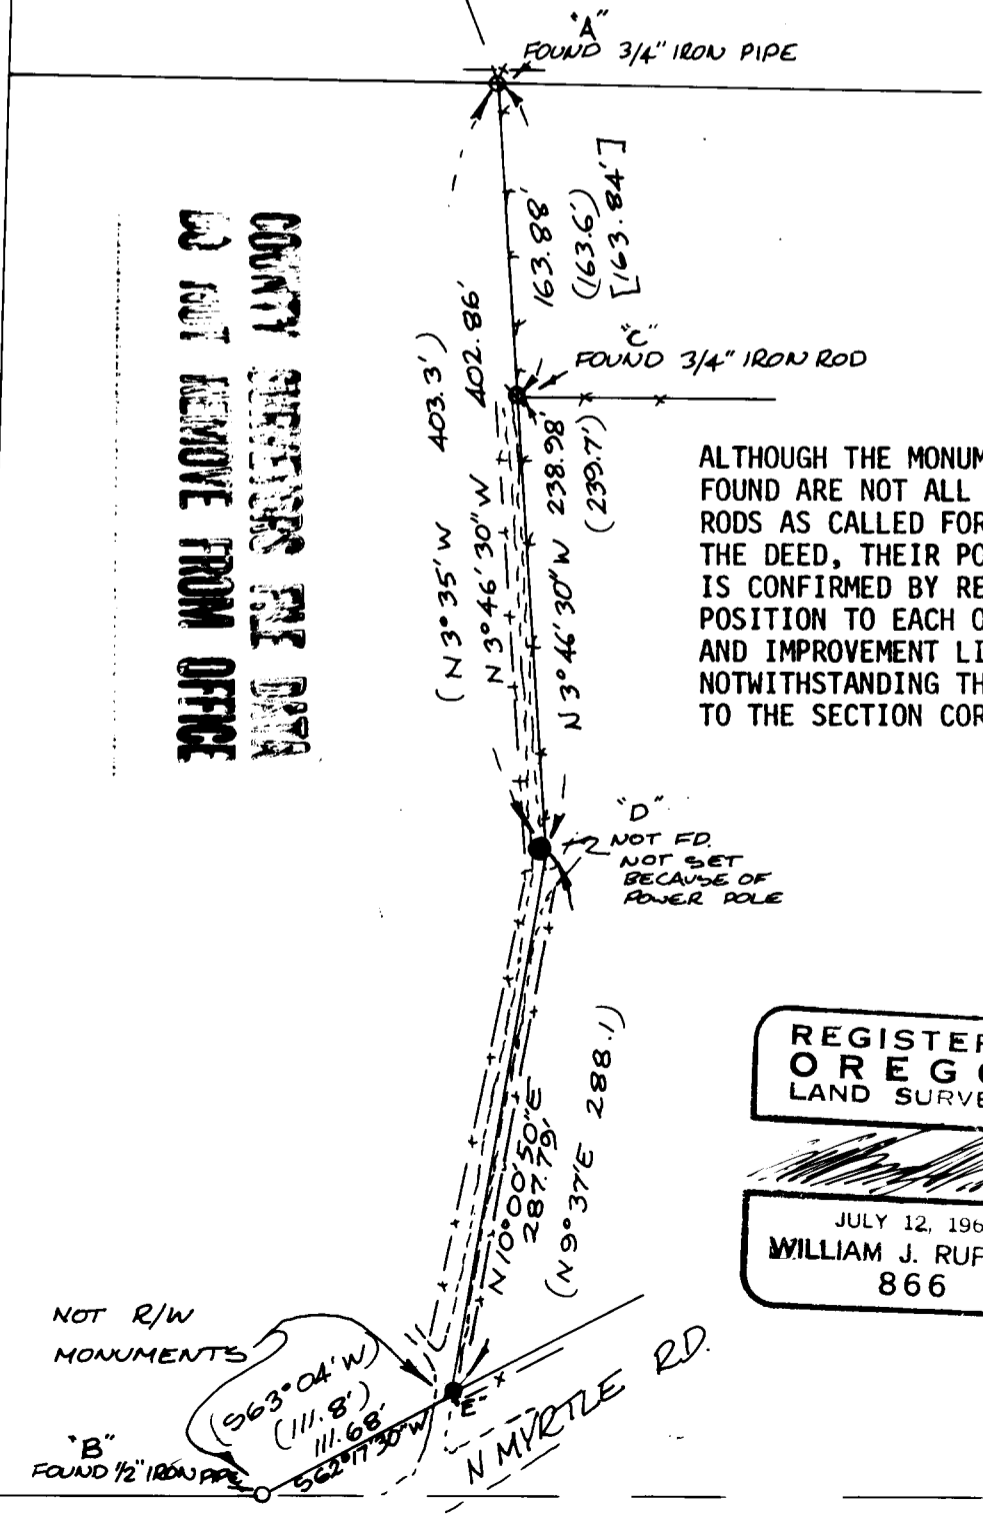 "A"
FOUND 3/4" IRON PIPE
163.88'
(163.6')
[163.84']
"C"
FOUND 3/4" IRON ROD
(N 3° 35' W 403.3')
N 3° 46' 30" W 402.86'
N 3° 46' 30" W 238.98'
(239.7')
COUNTY SURVEYORS FILE DATA
DO NOT REMOVE FROM OFFICE
ALTHOUGH THE MONUM
FOUND ARE NOT ALL
RODS AS CALLED FOR
THE DEED, THEIR PO
IS CONFIRMED BY RE
POSITION TO EACH O
AND IMPROVEMENT LI
NOTWITHSTANDING TH
TO THE SECTION COR
"D"
NOT FD.
NOT SET
BECAUSE OF
POWER POLE
N 10° 00' 50" E
287.79'
(N 9° 37' E 288.1)
REGISTER
OREGO
LAND SURVE
JULY 12, 196
WILLIAM J. RUF
866
NOT R/W
MONUMENTS
(S63°04'W)
(111.8')
111.68'
S62°17'30"W
"E"
N MYRTLE RD.
"B"
FOUND 1/2" IRON PIPE